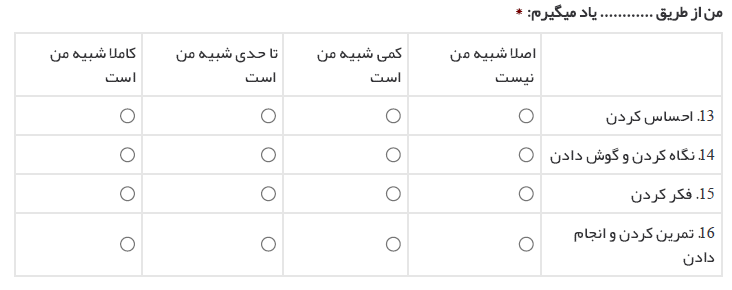 من از طریق ............ یاد میگیرم: *
اصلا شبیه من نیست	کمی شبیه من است	تا حدی شبیه من است	کاملا شبیه من است
13. احساس کردن
14. نگاه کردن و گوش دادن
15. فکر کردن
16. تمرین کردن و انجام
دادن